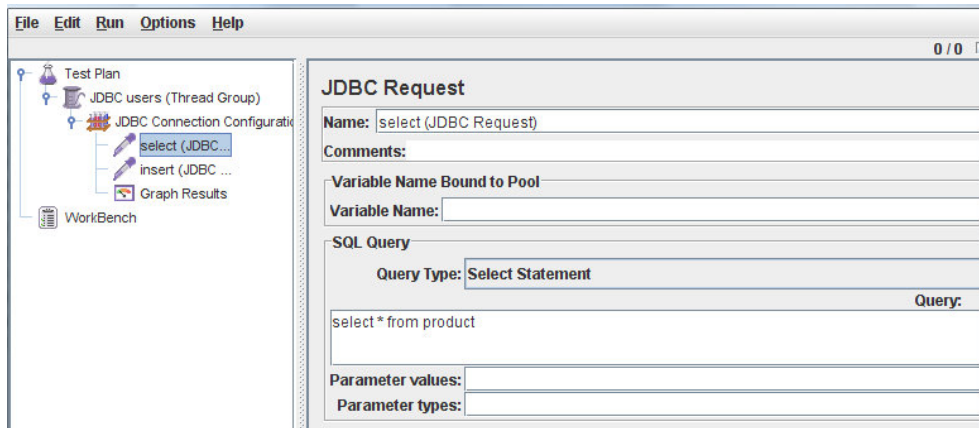 File Edit Run Options Help
0 / 0
Test Plan
JDBC users (Thread Group)
JDBC Connection Configuratio
select (JDBC...
insert (JDBC ...
Graph Results
WorkBench
JDBC Request
Name: select (JDBC Request)
Comments:
Variable Name Bound to Pool
Variable Name:
SQL Query
Query Type: Select Statement
Query:
select * from product
Parameter values:
Parameter types: